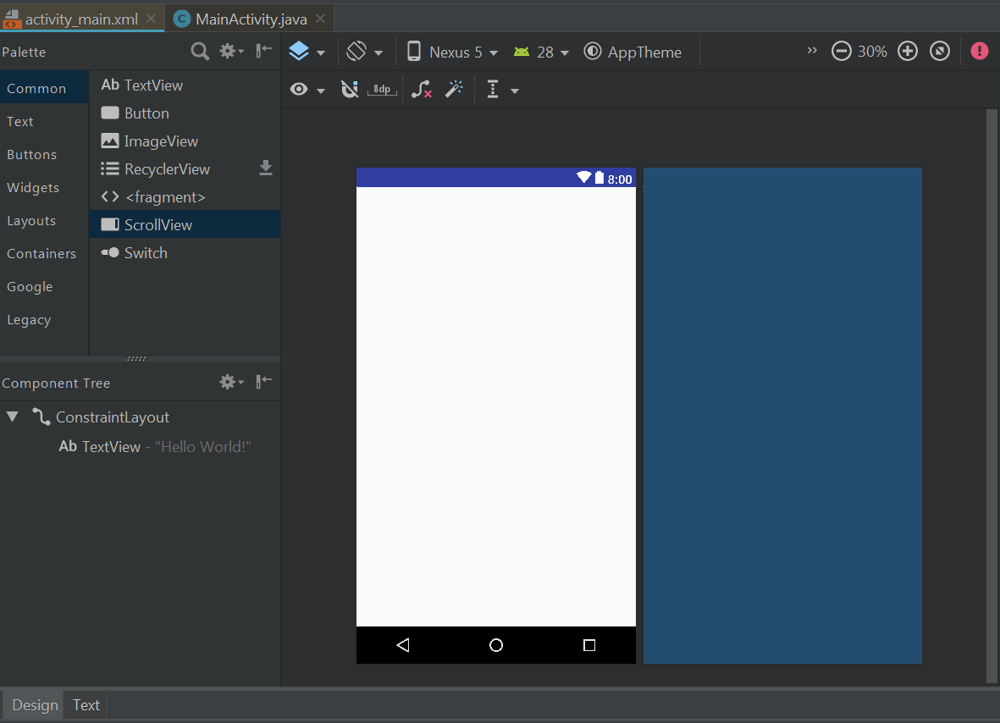 activity_main.xml MainActivity.java
Palette Nexus 5 28 AppTheme 30%
Common
Text
Buttons
Widgets
Layouts
Containers
Google
Legacy
Ab TextView
Button
ImageView
RecyclerView
<fragment>
ScrollView
Switch
8dp
8:00
Component Tree
ConstraintLayout
Ab TextView - "Hello World!"
Design Text